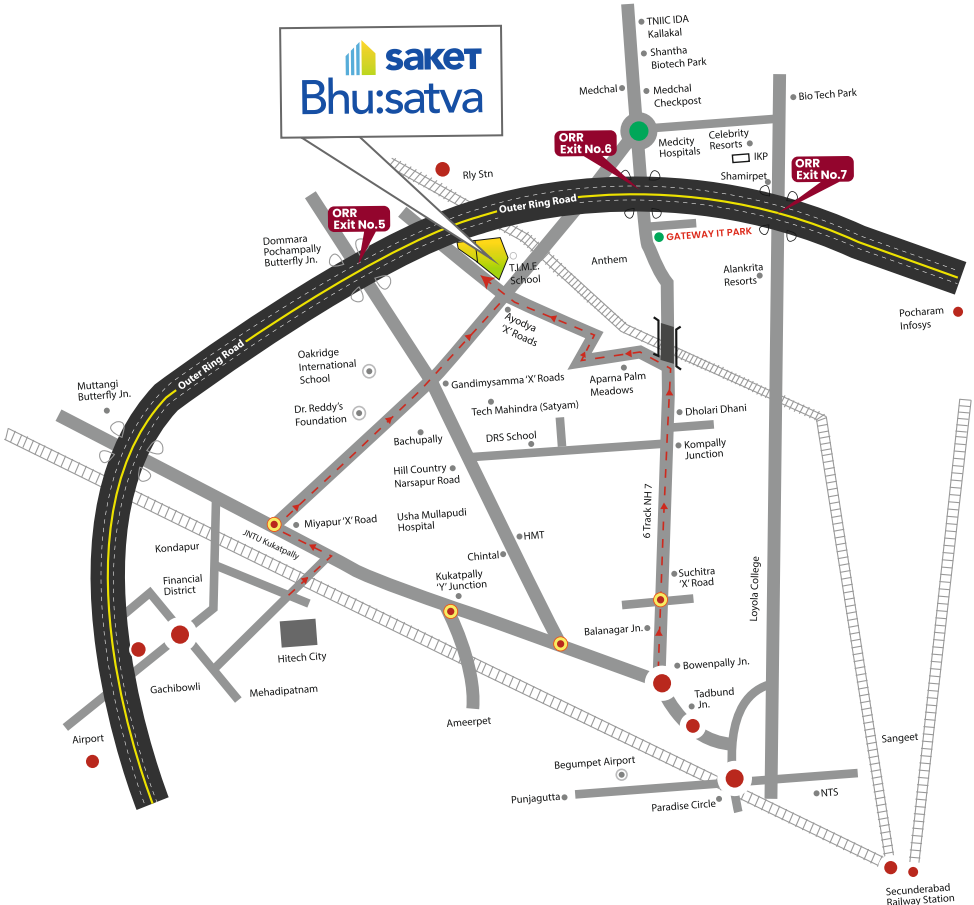 TNIIC IDA
Kallakal
Shantha
Biotech Park
SAKET
Bhu:satva
Medchal
Medchal
Checkpost
Bio Tech Park
ORR
Exit No.6
Medcity
Hospitals
Celebrity
Resorts
IKP
ORR
Exit No.7
Shamirpet
Rly Stn
Outer Ring Road
ORR
Exit No.5
GATEWAY IT PARK
Dommara
Pochampally
Butterfly Jn.
T.I.M.E.
School
Anthem
Alankrita
Resorts
Pocharam
Infosys
Ayodya
'X' Roads
Outer Ring Road
Oakridge
International
School
Gandimysamma 'X' Roads
Aparna Palm
Meadows
Muttangi
Butterfly Jn.
Dr. Reddy's
Foundation
Tech Mahindra (Satyam)
Dholari Dhani
Bachupally
DRS School
Kompally
Junction
Hill Country
Narsapur Road
6 Track NH 7
Miyapur 'X' Road
Usha Mullapudi
Hospital
JNTU Kukatpally
HMT
Kondapur
Chintal
Loyola College
Financial
District
Kukatpally
'Y' Junction
Suchitra
'X' Road
Balanagar Jn.
Hitech City
Bowenpally Jn.
Gachibowli
Mehadipatnam
Tadbund
Jn.
Ameerpet
Airport
Sangeet
Begumpet Airport
Punjagutta
Paradise Circle
NTS
Secunderabad
Railway Station